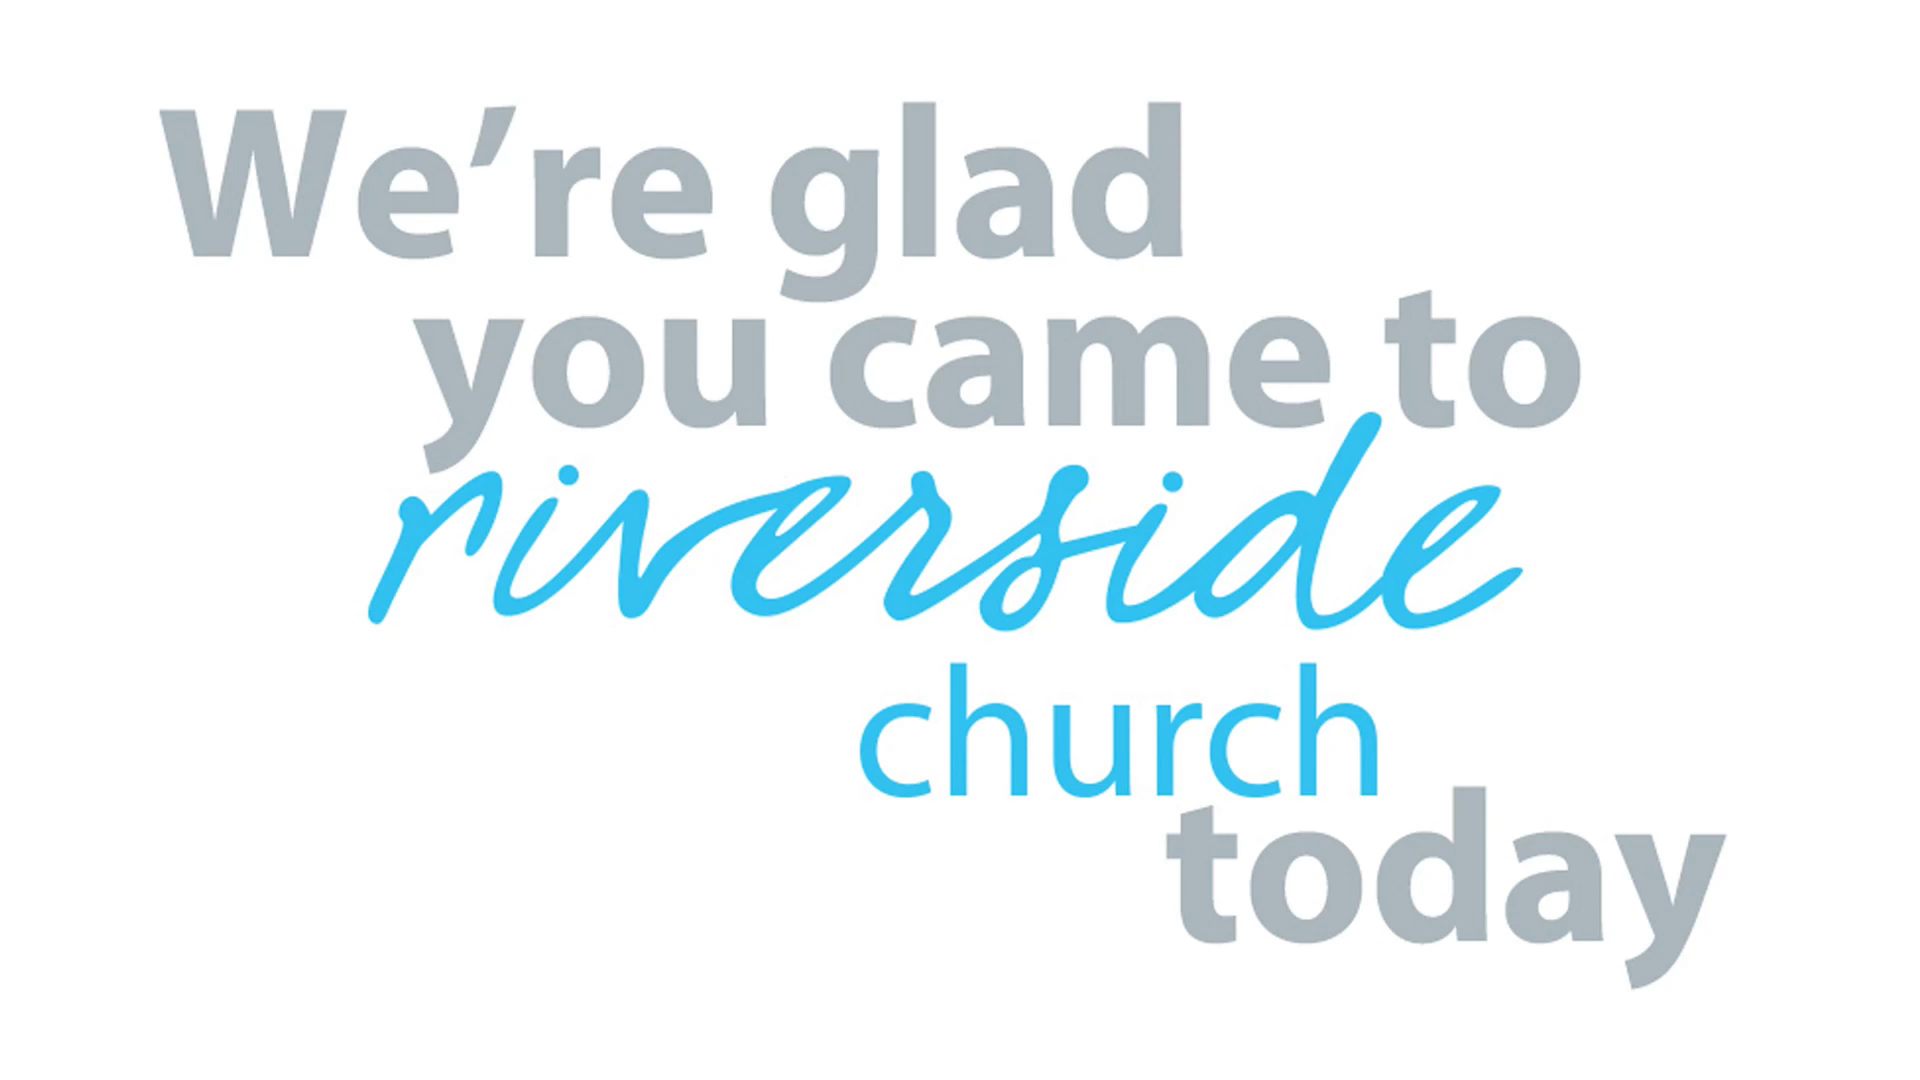 We’re glad
you came to
riverside
church
today